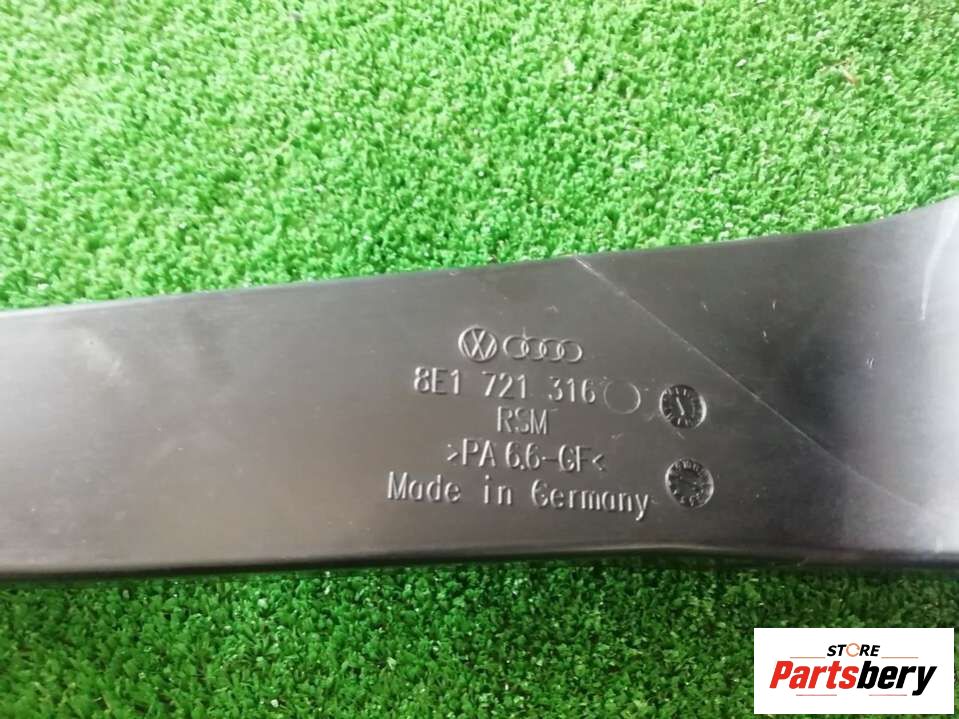 8E1 721 316
RSM
>PA 6.6-GF<
Made in Germany
STORE
Partsbery